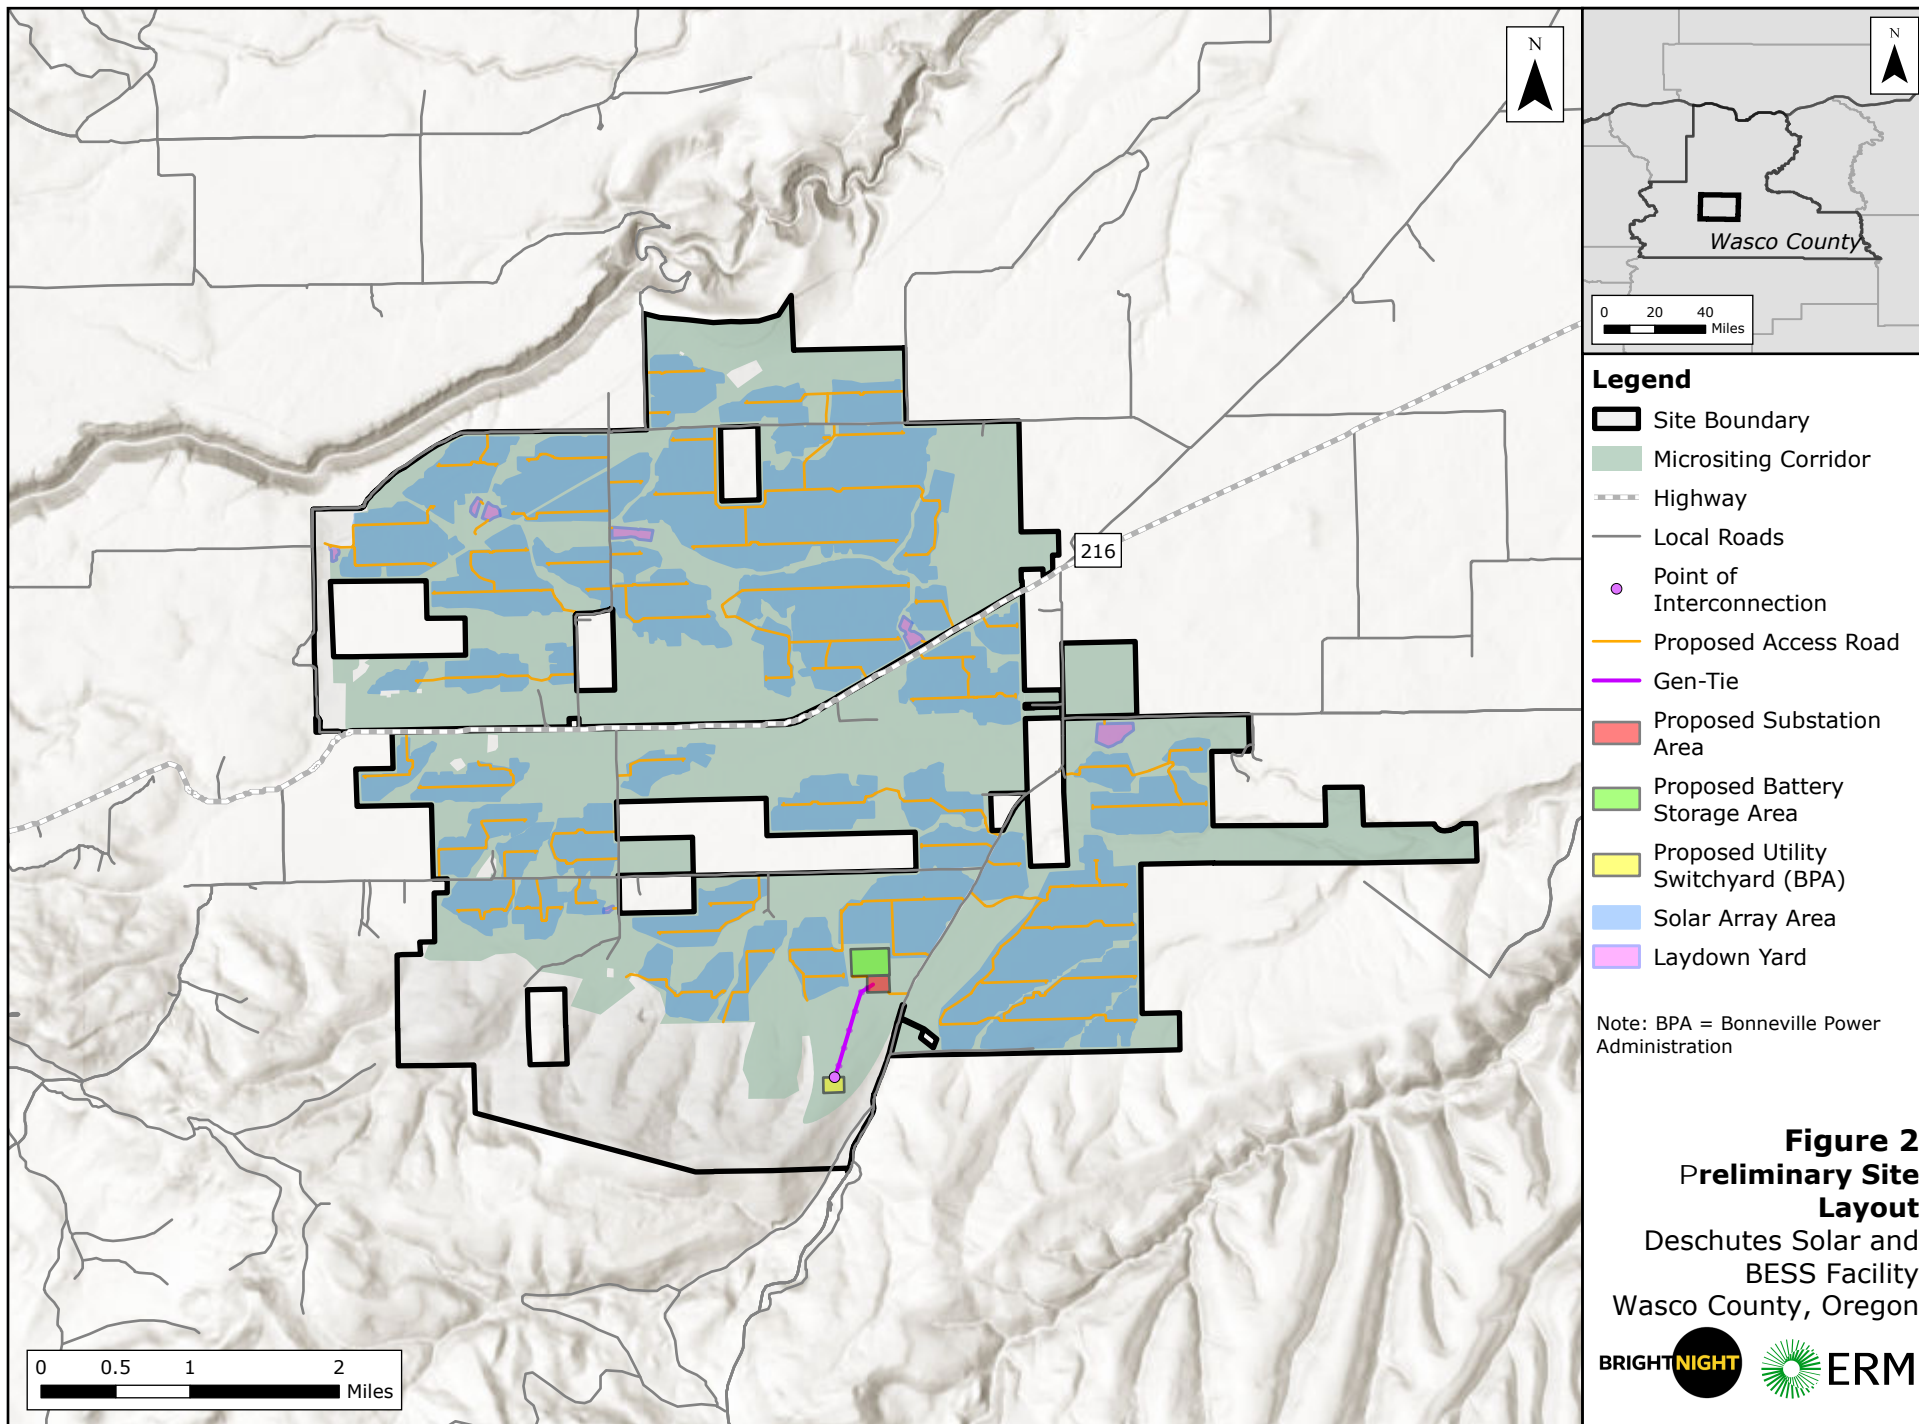 N
216
0 0.5 1 2
Miles
N
Wasco County
0 20 40
Miles
Legend
Site Boundary
Micrositing Corridor
Highway
Local Roads
Point of
Interconnection
Proposed Access Road
Gen-Tie
Proposed Substation
Area
Proposed Battery
Storage Area
Proposed Utility
Switchyard (BPA)
Solar Array Area
Laydown Yard
Note: BPA = Bonneville Power
Administration
Figure 2
Preliminary Site
Layout
Deschutes Solar and
BESS Facility
Wasco County, Oregon
BRIGHTNIGHT
ERM